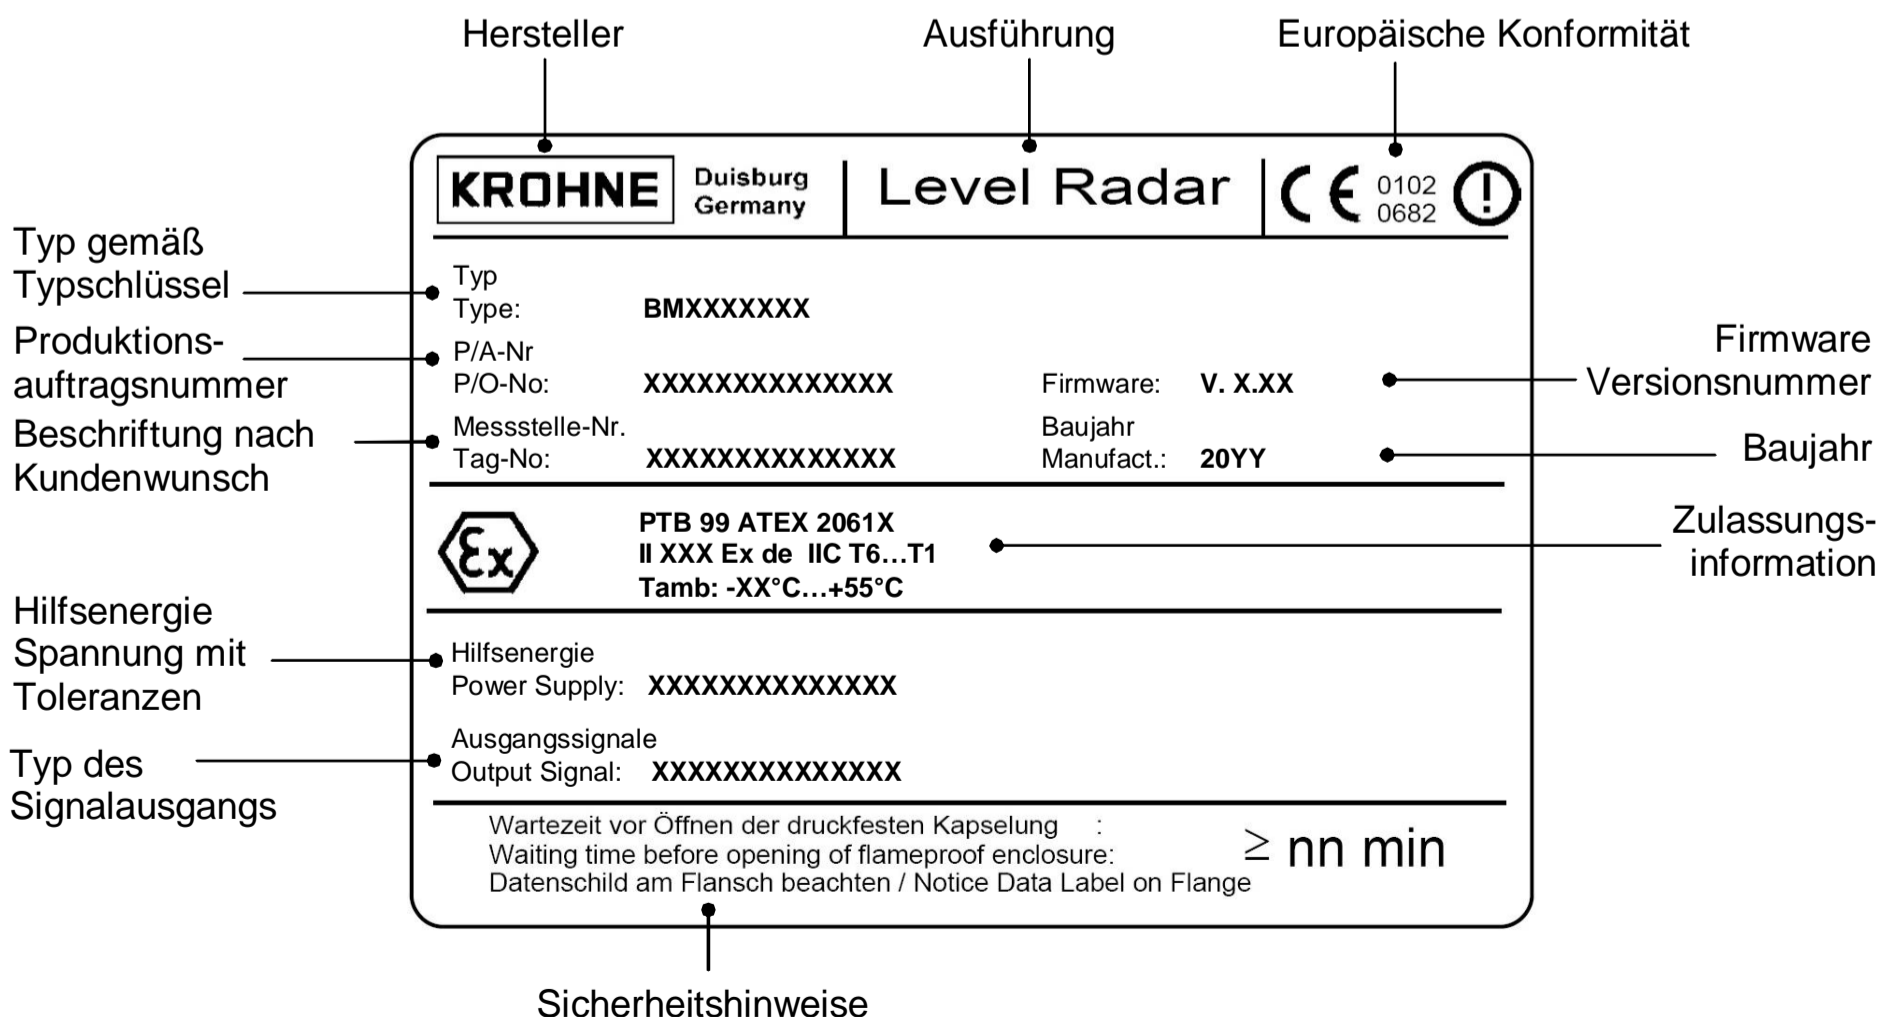 Hersteller
Ausführung
Europäische Konformität
KROHNE
Duisburg
Germany
Level Radar
CE
0102
0682
!
Typ gemäß
Typschlüssel
Typ
Type: BMXXXXXXX
Produktions-
auftragsnummer
P/A-Nr
P/O-No: XXXXXXXXXXXXXX
Firmware: V. X.XX
Firmware
Versionsnummer
Beschriftung nach
Kundenwunsch
Messstelle-Nr.
Tag-No: XXXXXXXXXXXXXX
Baujahr
Manufact.: 20YY
Baujahr
Ex
PTB 99 ATEX 2061X
II XXX Ex de IIC T6...T1
Tamb: -XX°C...+55°C
Zulassungs-
information
Hilfsenergie
Spannung mit
Toleranzen
Hilfsenergie
Power Supply: XXXXXXXXXXXXXX
Typ des
Signalausgangs
Ausgangssignale
Output Signal: XXXXXXXXXXXXXX
Wartezeit vor Öffnen der druckfesten Kapselung :
Waiting time before opening of flameproof enclosure:
≥ nn min
Datenschild am Flansch beachten / Notice Data Label on Flange
Sicherheitshinweise